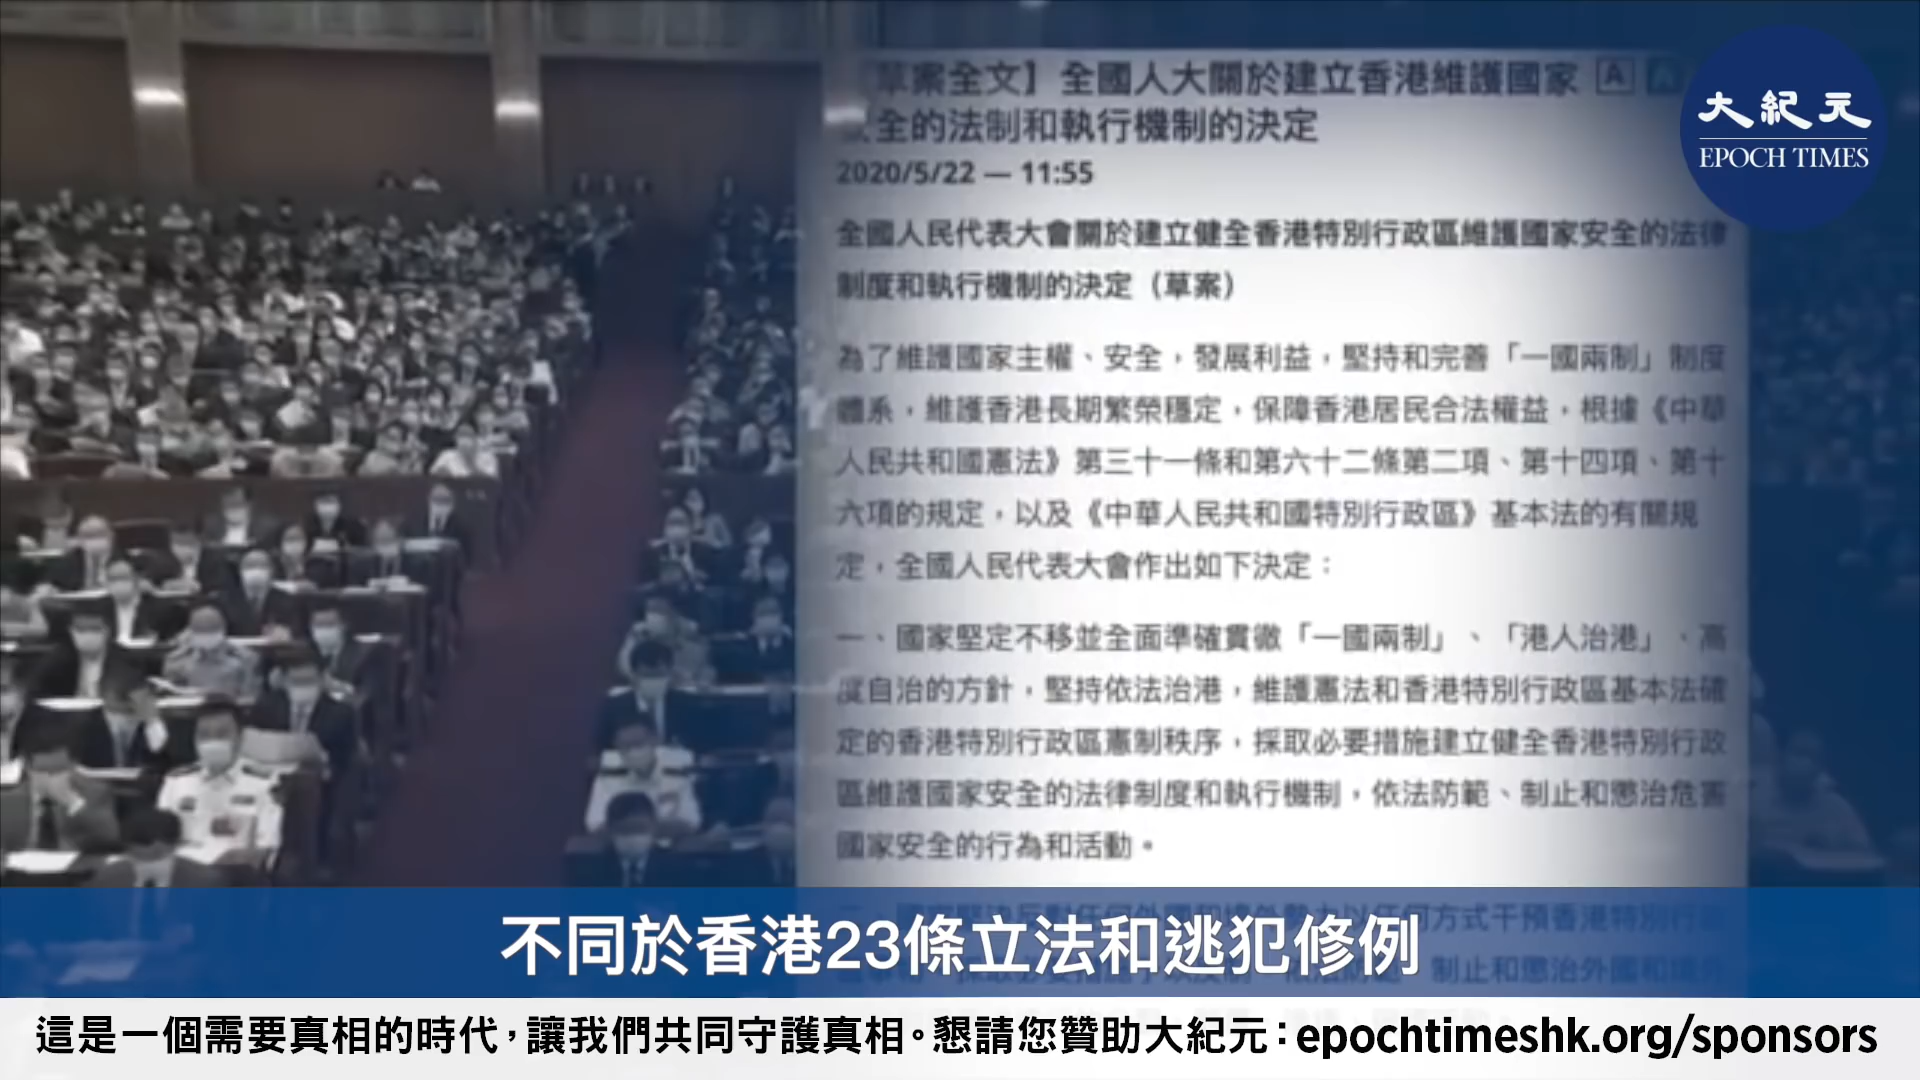 草案全文】全國人大關於建立香港維護國家 A A
安全的法制和執行機制的決定
2020/5/22 — 11:55
大紀元
EPOCH TIMES
全國人民代表大會關於建立健全香港特別行政區維護國家安全的法律
制度和執行機制的決定（草案）
為了維護國家主權、安全，發展利益，堅持和完善「一國兩制」制度
體系，維護香港長期繁榮穩定，保障香港居民合法權益，根據《中華
人民共和國憲法》第三十一條和第六十二條第二項、第十四項、第十
六項的規定，以及《中華人民共和國特別行政區》基本法的有關規
定，全國人民代表大會作出如下決定：
一、國家堅定不移並全面準確貫徹「一國兩制」、「港人治港」、高
度自治的方針，堅持依法治港，維護憲法和香港特別行政區基本法確
定的香港特別行政區憲制秩序，採取必要措施建立健全香港特別行政
區維護國家安全的法律制度和執行機制，依法防範、制止和懲治危害
國家安全的行為和活動。
不同於香港23條立法和逃犯修例
這是一個需要真相的時代，讓我們共同守護真相。懇請您贊助大紀元：epochtimeshk.org/sponsors